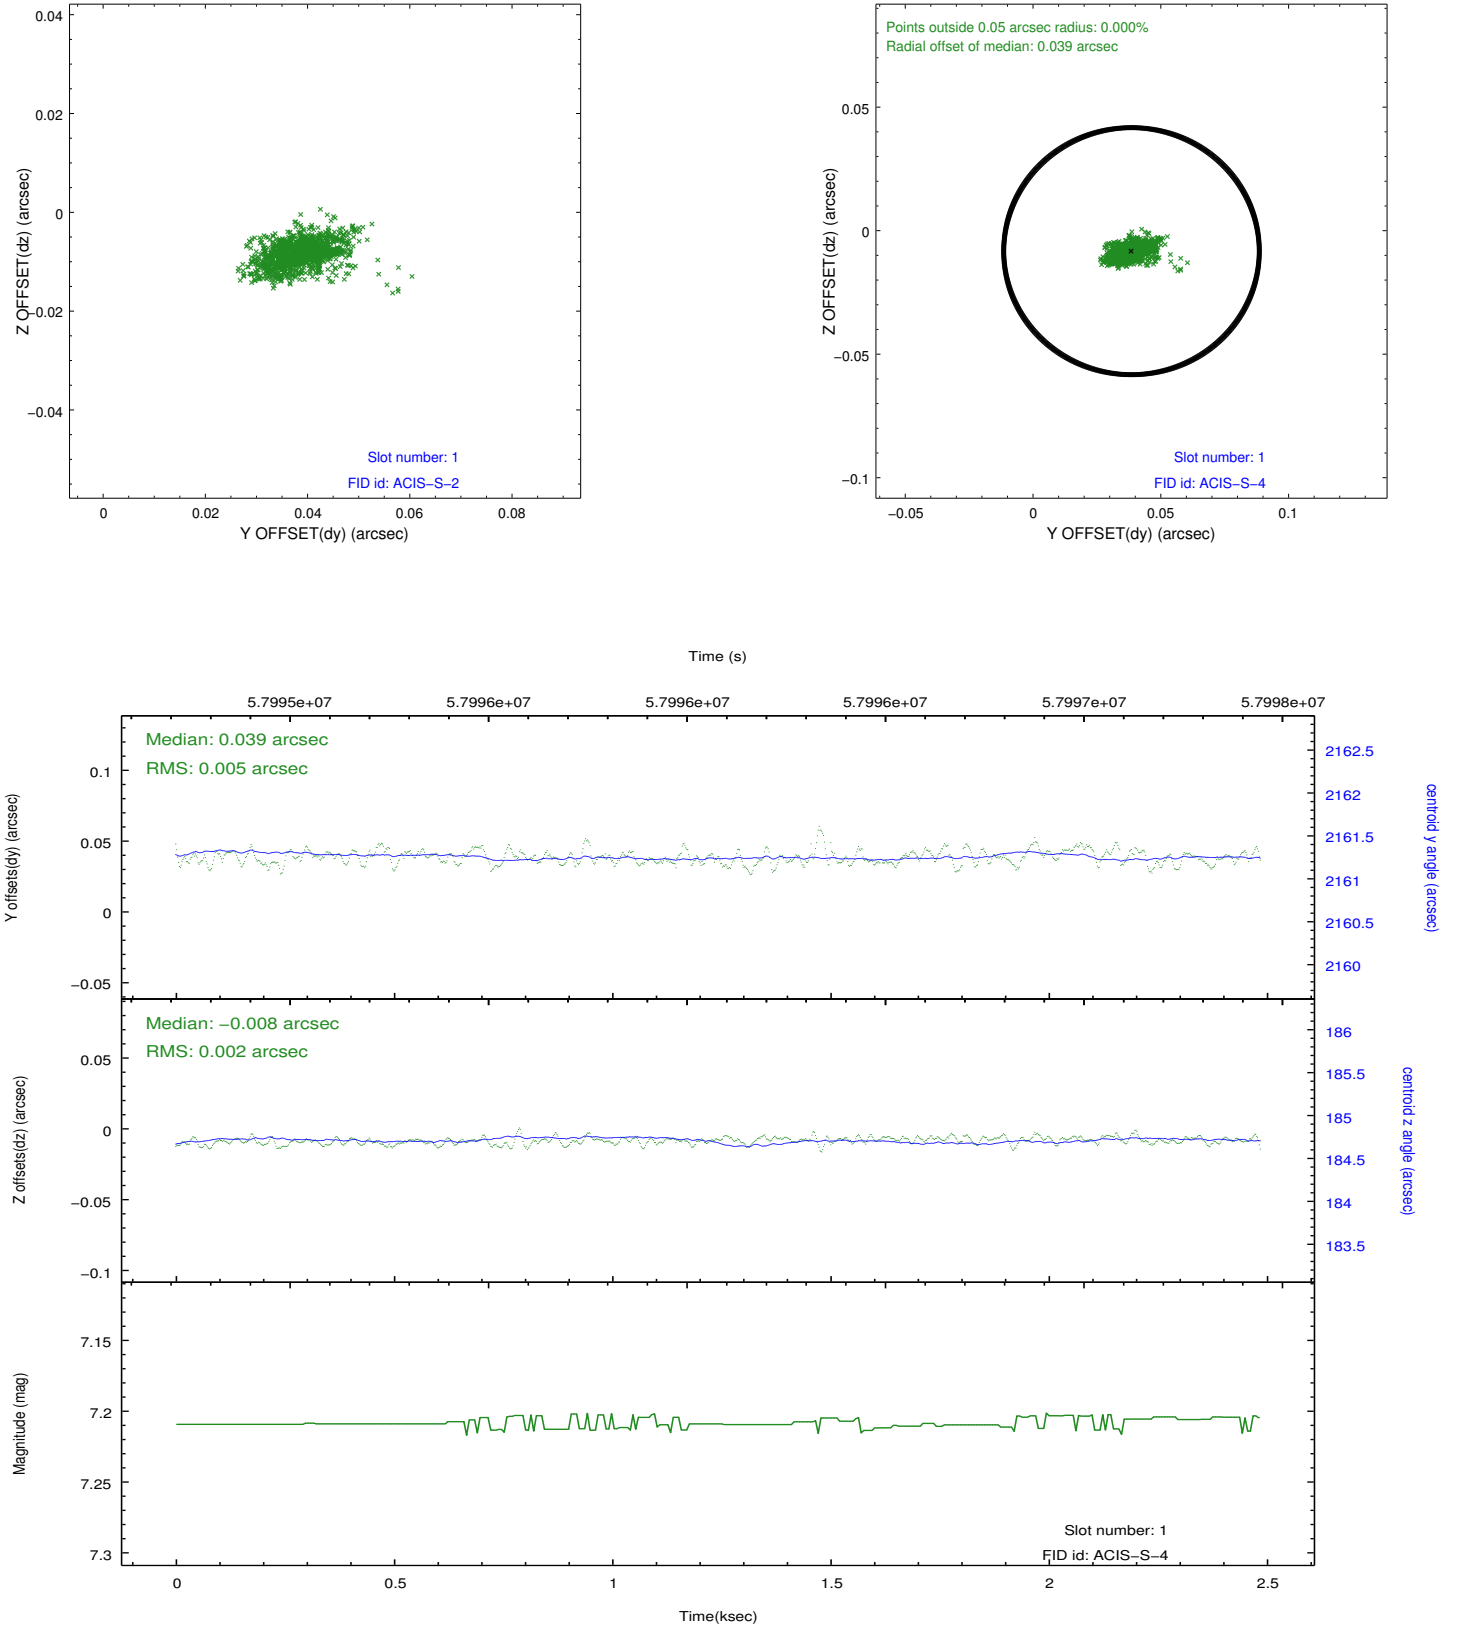 0.04
0.02
0
−0.02
−0.04
Z OFFSET(dz) (arcsec)
Slot number: 1
FID id: ACIS−S−2
0
0.02
0.04
0.06
0.08
Y OFFSET(dy) (arcsec)
Points outside 0.05 arcsec radius: 0.000%
Radial offset of median: 0.039 arcsec
0.05
0
−0.05
−0.1
Z OFFSET(dz) (arcsec)
Slot number: 1
FID id: ACIS−S−4
−0.05
0
0.05
0.1
Y OFFSET(dy) (arcsec)
Time (s)
5.7995e+07
5.7996e+07
5.7996e+07
5.7996e+07
5.7997e+07
5.7998e+07
Median: 0.039 arcsec
RMS: 0.005 arcsec
0.1
0.05
0
−0.05
Y offsets(dy) (arcsec)
2162.5
2162
2161.5
2161
2160.5
2160
centroid y angle (arcsec)
Median: −0.008 arcsec
RMS: 0.002 arcsec
0.05
0
−0.05
−0.1
Z offsets(dz) (arcsec)
186
185.5
185
184.5
184
183.5
centroid z angle (arcsec)
7.15
7.2
7.25
7.3
Magnitude (mag)
Slot number: 1
FID id: ACIS−S−4
0
0.5
1
1.5
2
2.5
Time(ksec)